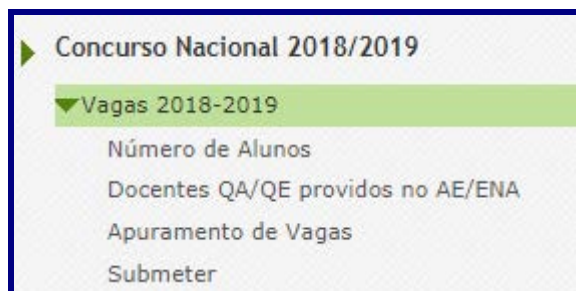 Concurso Nacional 2018/2019
Vagas 2018-2019
Número de Alunos
Docentes QA/QE providos no AE/ENA
Apuramento de Vagas
Submeter